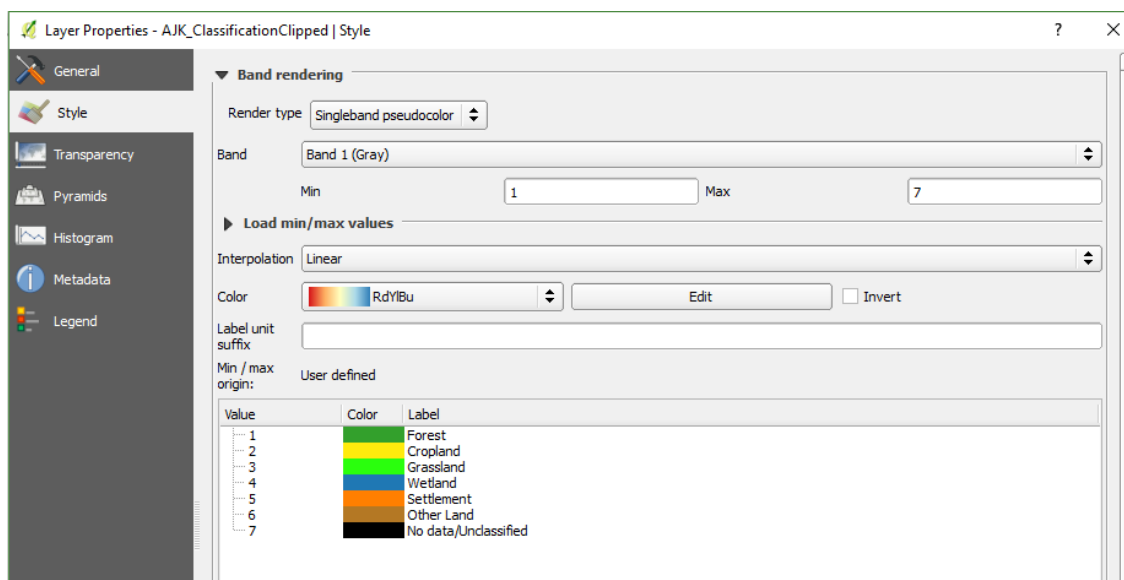 Layer Properties - AJK_ClassificationClipped | Style ?
General
Style
Transparency
Pyramids
Histogram
Metadata
Legend
Band rendering
Render type Singleband pseudocolor
Band Band 1 (Gray)
Min 1 Max 7
Load min/max values
Interpolation Linear
Color RdYlBu Edit Invert
Label unit
suffix
Min / max
origin: User defined
Value Color Label
1 Forest
2 Cropland
3 Grassland
4 Wetland
5 Settlement
6 Other Land
7 No data/Unclassified